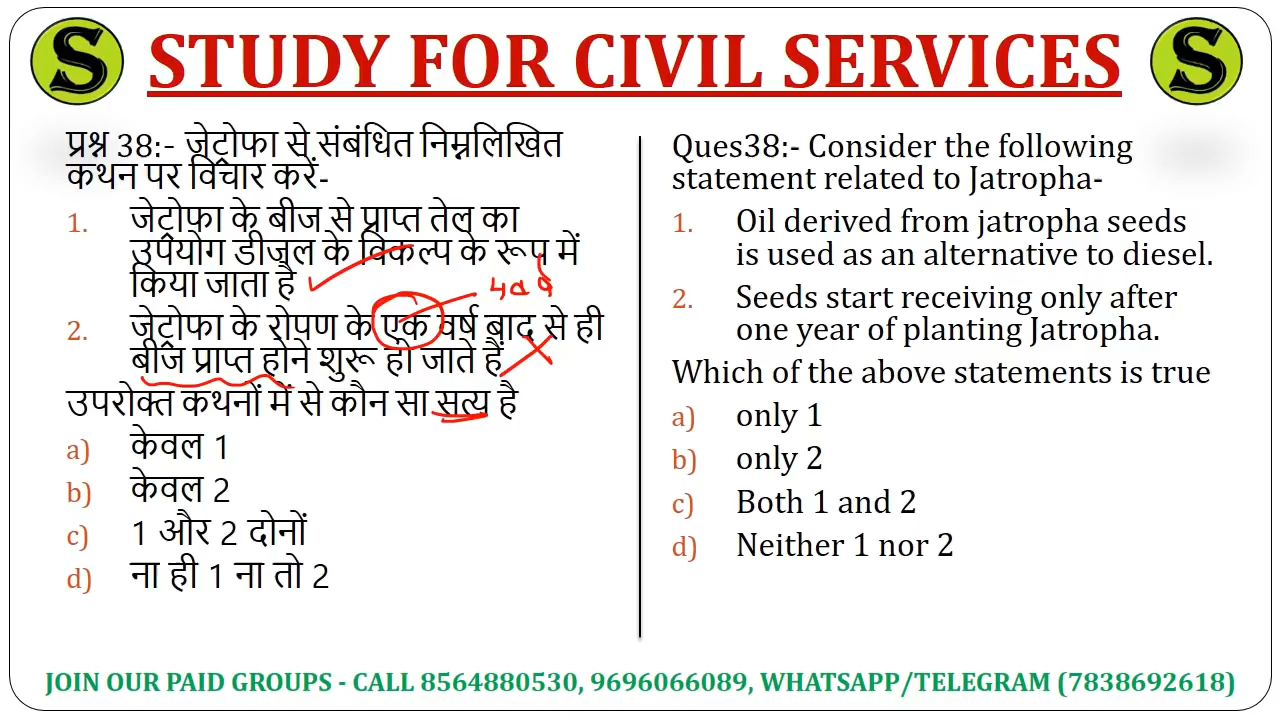 S STUDY FOR CIVIL SERVICES S
प्रश्न 38:- जेट्रोफा से संबंधित निम्नलिखित
कथन पर विचार करें-
1. जेट्रोफा के बीज से प्राप्त तेल का
उपयोग डीजल के विकल्प के रूप में
किया जाता है
2. जेट्रोफा के रोपण के एक वर्ष बाद से ही
बीज प्राप्त होने शुरू हो जाते हैं
उपरोक्त कथनों में से कौन सा सत्य है
a) केवल 1
b) केवल 2
c) 1 और 2 दोनों
d) ना ही 1 ना तो 2
Ques38:- Consider the following
statement related to Jatropha-
1. Oil derived from jatropha seeds
is used as an alternative to diesel.
2. Seeds start receiving only after
one year of planting Jatropha.
Which of the above statements is true
a) only 1
b) only 2
c) Both 1 and 2
d) Neither 1 nor 2
JOIN OUR PAID GROUPS - CALL 8564880530, 9696066089, WHATSAPP/TELEGRAM (7838692618)